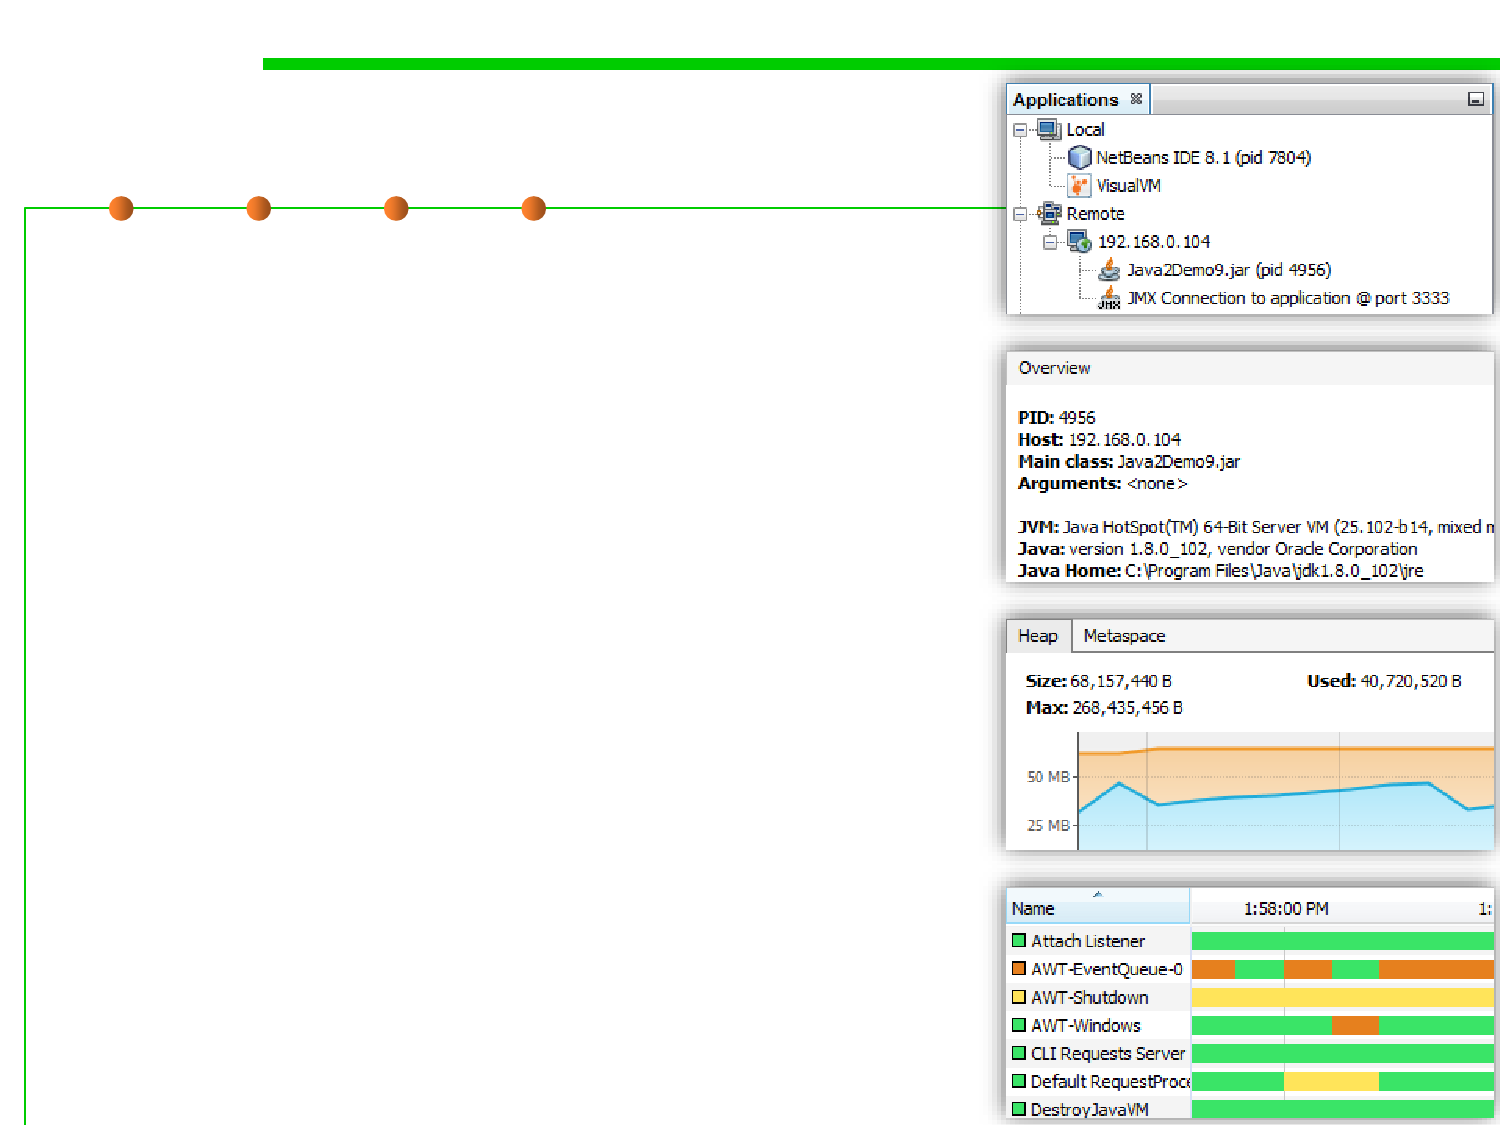 Applications
Local
NetBeans IDE 8.1 (pid 7804)
VisualVM
Remote
192.168.0.104
Java2Demo9.jar (pid 4956)
JMX Connection to application @ port 3333
Overview
PID: 4956
Host: 192.168.0.104
Main class: Java2Demo9.jar
Arguments: <none>
JVM: Java HotSpot(TM) 64-Bit Server VM (25.102-b14, mixed m
Java: version 1.8.0_102, vendor Oracle Corporation
Java Home: C:\Program Files\Java\jdk1.8.0_102\jre
Heap Metaspace
Size: 68,157,440 B Used: 40,720,520 B
Max: 268,435,456 B
50 MB
25 MB
Name 1:58:00 PM 1:
Attach Listener
AWT-EventQueue-0
AWT-Shutdown
AWT-Windows
CLI Requests Server
Default RequestProce
DestroyJavaVM